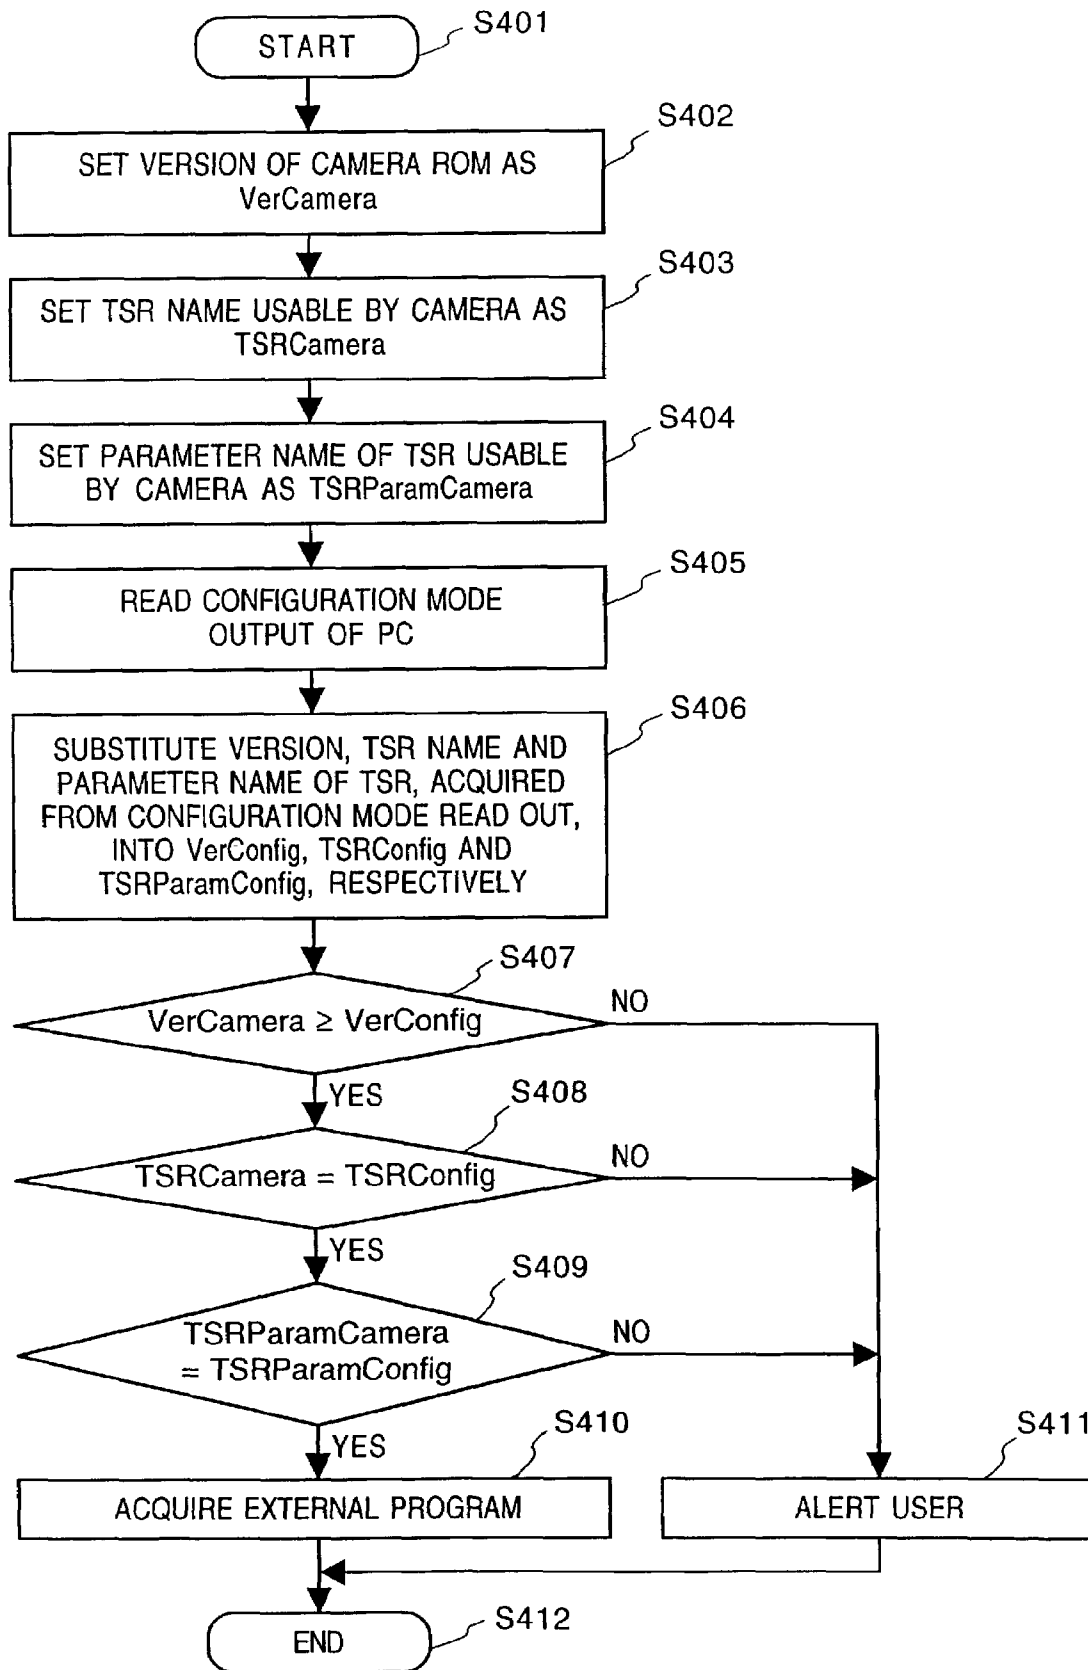 START
S401
S402
SET VERSION OF CAMERA ROM AS
VerCamera
S403
SET TSR NAME USABLE BY CAMERA AS
TSRCamera
S404
SET PARAMETER NAME OF TSR USABLE
BY CAMERA AS TSRParamCamera
S405
READ CONFIGURATION MODE
OUTPUT OF PC
S406
SUBSTITUTE VERSION, TSR NAME AND
PARAMETER NAME OF TSR, ACQUIRED
FROM CONFIGURATION MODE READ OUT,
INTO VerConfig, TSRConfig AND
TSRParamConfig, RESPECTIVELY
S407
VerCamera ≥ VerConfig
NO
YES
S408
TSRCamera = TSRConfig
NO
YES
S409
TSRParamCamera
= TSRParamConfig
NO
YES
S410
ACQUIRE EXTERNAL PROGRAM
S411
ALERT USER
END
S412